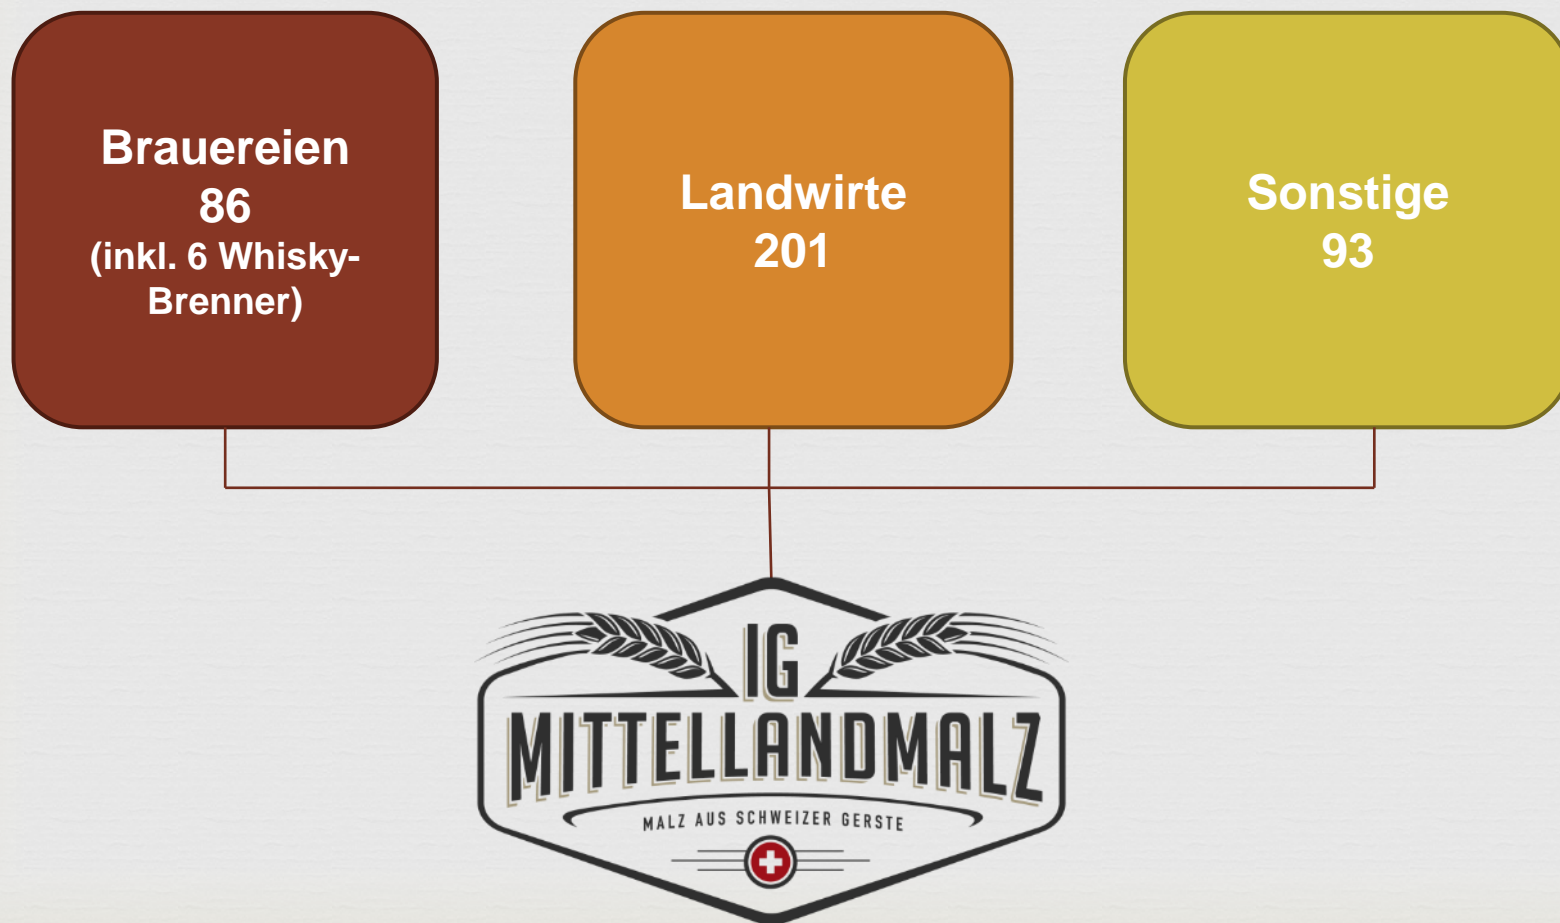 Brauereien
86
(inkl. 6 Whisky-
Brenner)
Landwirte
201
Sonstige
93
IG
MITTELLANDMALZ
MALZ AUS SCHWEIZER GERSTE